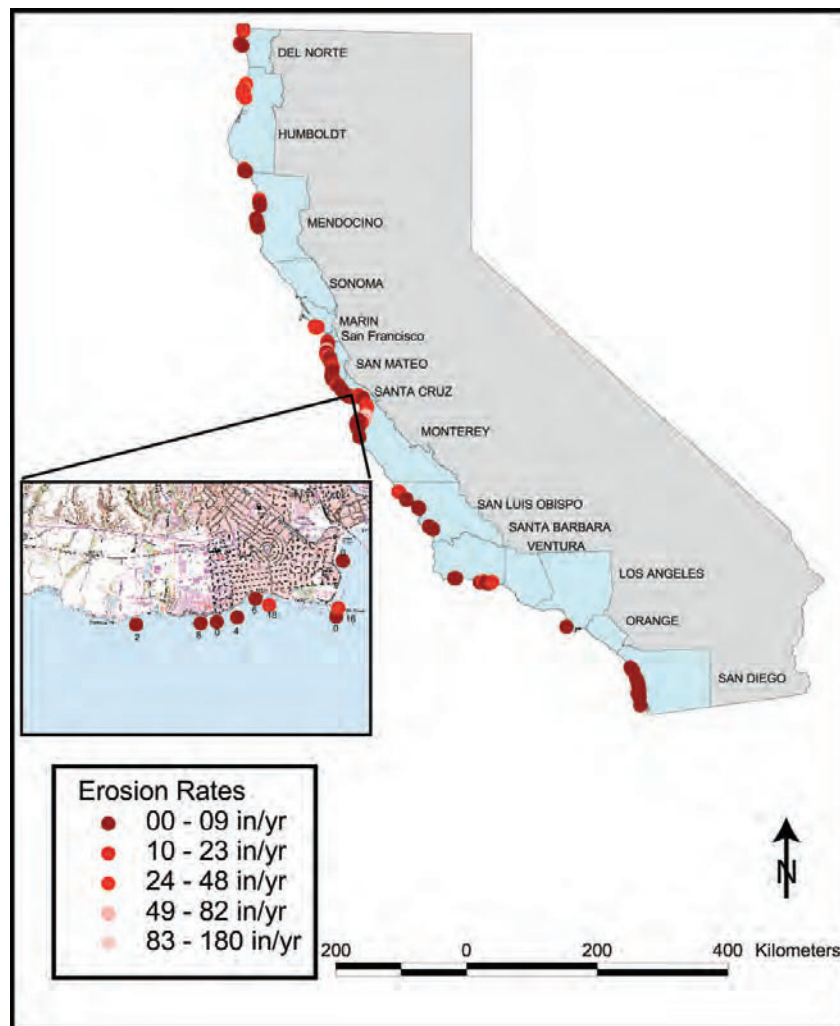 DEL NORTE
HUMBOLDT
MENDOCINO
SONOMA
MARIN
San Francisco
SAN MATEO
SANTA CRUZ
MONTEREY
SAN LUIS OBISPO
SANTA BARBARA
VENTURA
LOS ANGELES
ORANGE
SAN DIEGO
0
2
8
0
4
6
18
16
0
Erosion Rates
00 - 09 in/yr
10 - 23 in/yr
24 - 48 in/yr
49 - 82 in/yr
83 - 180 in/yr
N
200 0 200 400 Kilometers